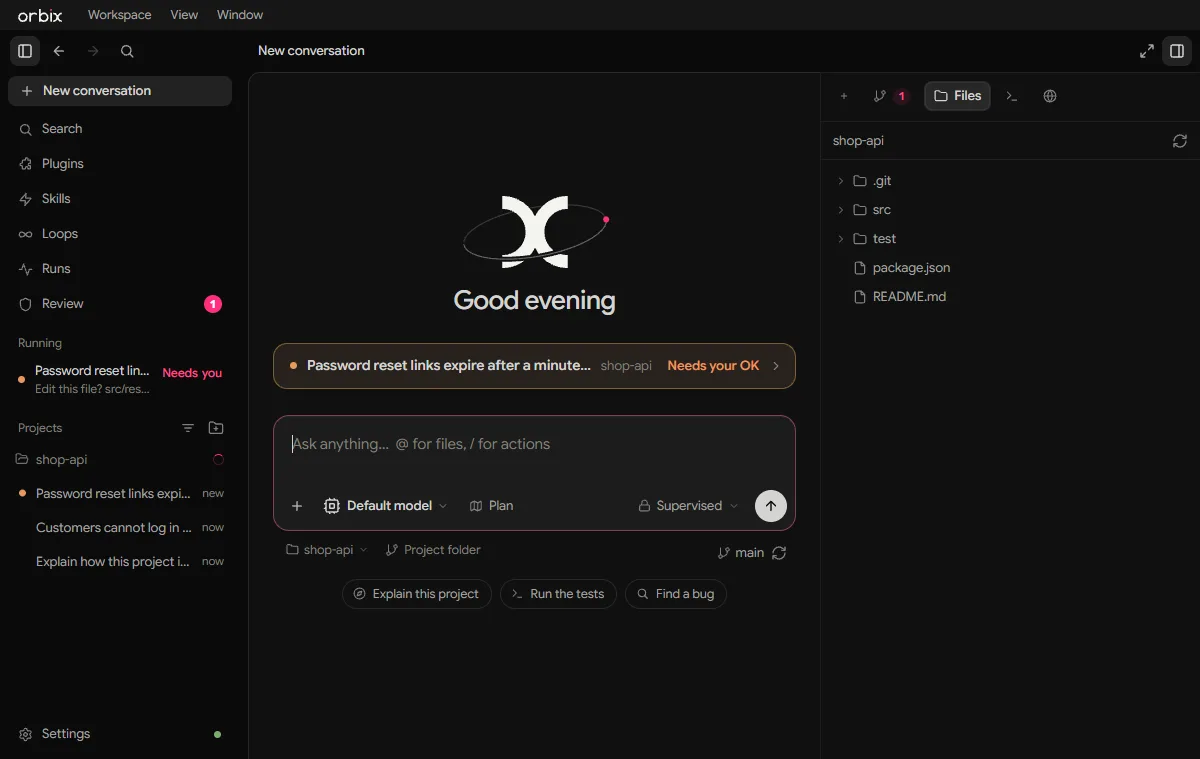 orbix Workspace View Window
New conversation
New conversation
Search
Plugins
Skills
Loops
Runs
Review 1
Running
Password reset lin... Needs you
Edit this file? src/res...
Projects
shop-api
Password reset links expi... new
Customers cannot log in ... now
Explain how this project i... now
Settings
Good evening
Password reset links expire after a minute... shop-api Needs your OK
Ask anything... @ for files, / for actions
Default model Plan Supervised
shop-api Project folder main
Explain this project Run the tests Find a bug
1 Files
shop-api
.git
src
test
package.json
README.md